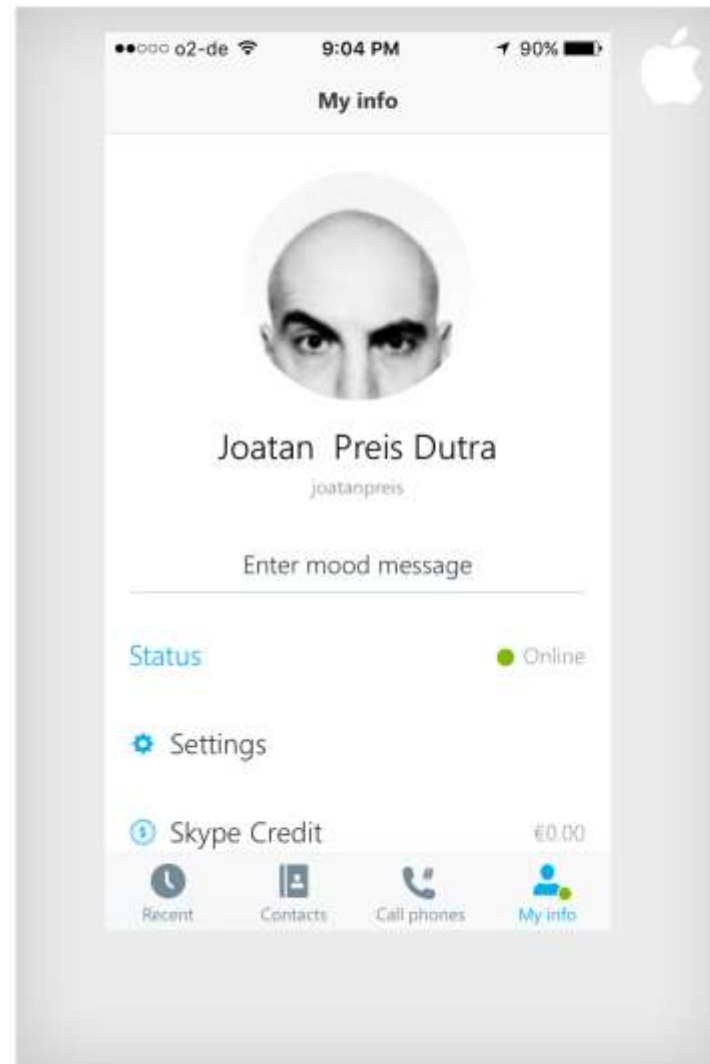 o2-de 9:04 PM 90%
My info
Joatan Preis Dutra
joatanpreis
Enter mood message
Status Online
Settings
Skype Credit €0.00
Recent Contacts Call phones My info